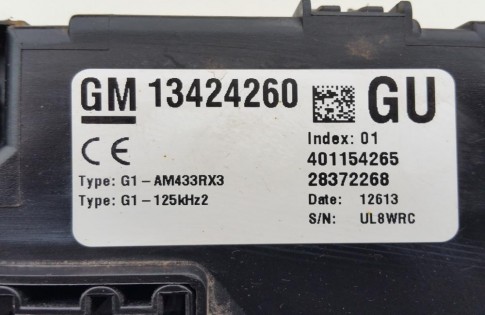 GM 13424260 GU
Index: 01
CE 401154265
Type: G1-AM433RX3 28372268
Type: G1-125kHz2 Date: 12613
S/N: UL8WRC